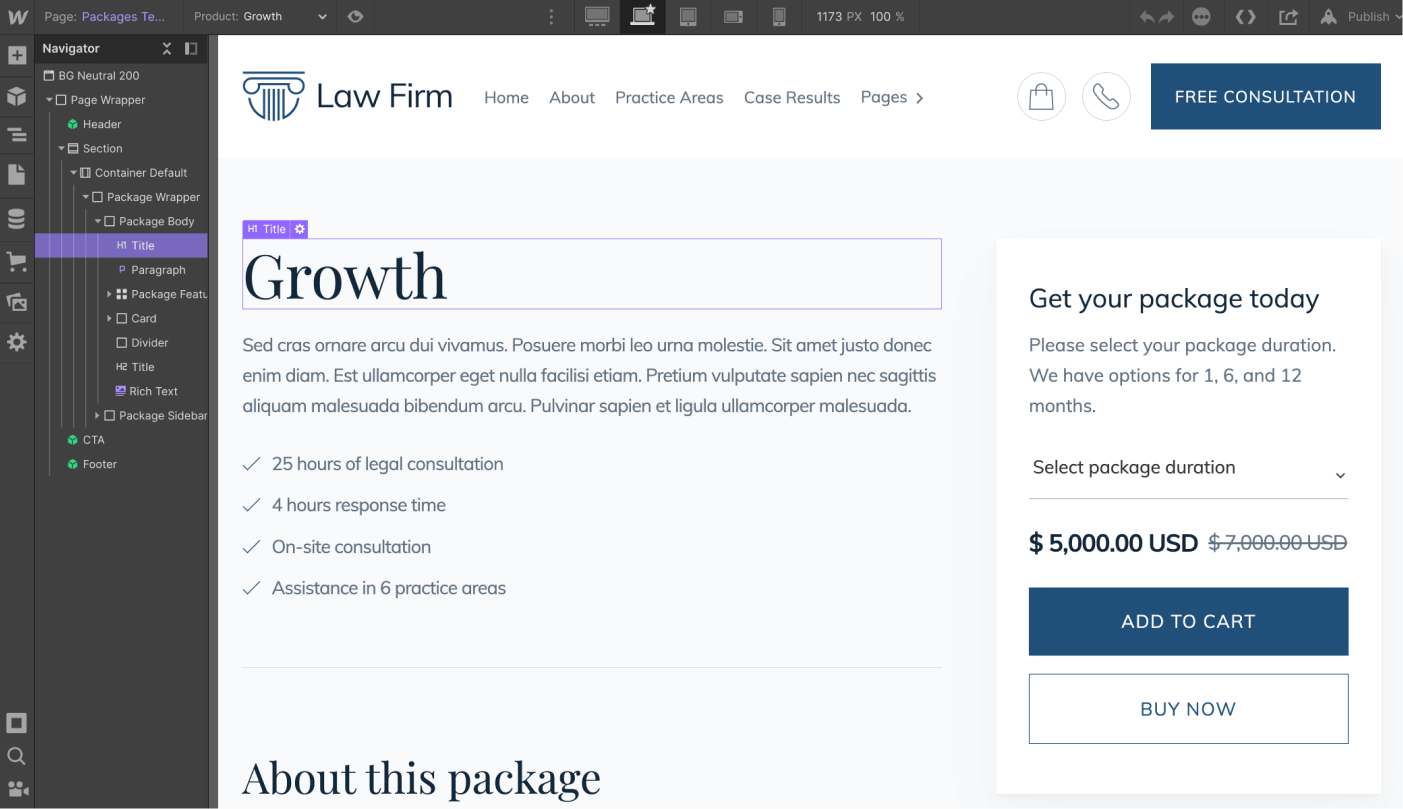 Page: Packages Te...
Product: Growth
1173 PX 100 %
Publish
Navigator
BG Neutral 200
Page Wrapper
Header
Section
Container Default
Package Wrapper
Package Body
H1 Title
P Paragraph
Package Featu
Card
Divider
H2 Title
Rich Text
Package Sidebar
CTA
Footer
Law Firm
Home
About
Practice Areas
Case Results
Pages
FREE CONSULTATION
H1 Title
Growth
Sed cras ornare arcu dui vivamus. Posuere morbi leo urna molestie. Sit amet justo donec
enim diam. Est ullamcorper eget nulla facilisi etiam. Pretium vulputate sapien nec sagittis
aliquam malesuada bibendum arcu. Pulvinar sapien et ligula ullamcorper malesuada.
25 hours of legal consultation
4 hours response time
On-site consultation
Assistance in 6 practice areas
About this package
Get your package today
Please select your package duration.
We have options for 1, 6, and 12
months.
Select package duration
$ 5,000.00 USD $ 7,000.00 USD
ADD TO CART
BUY NOW